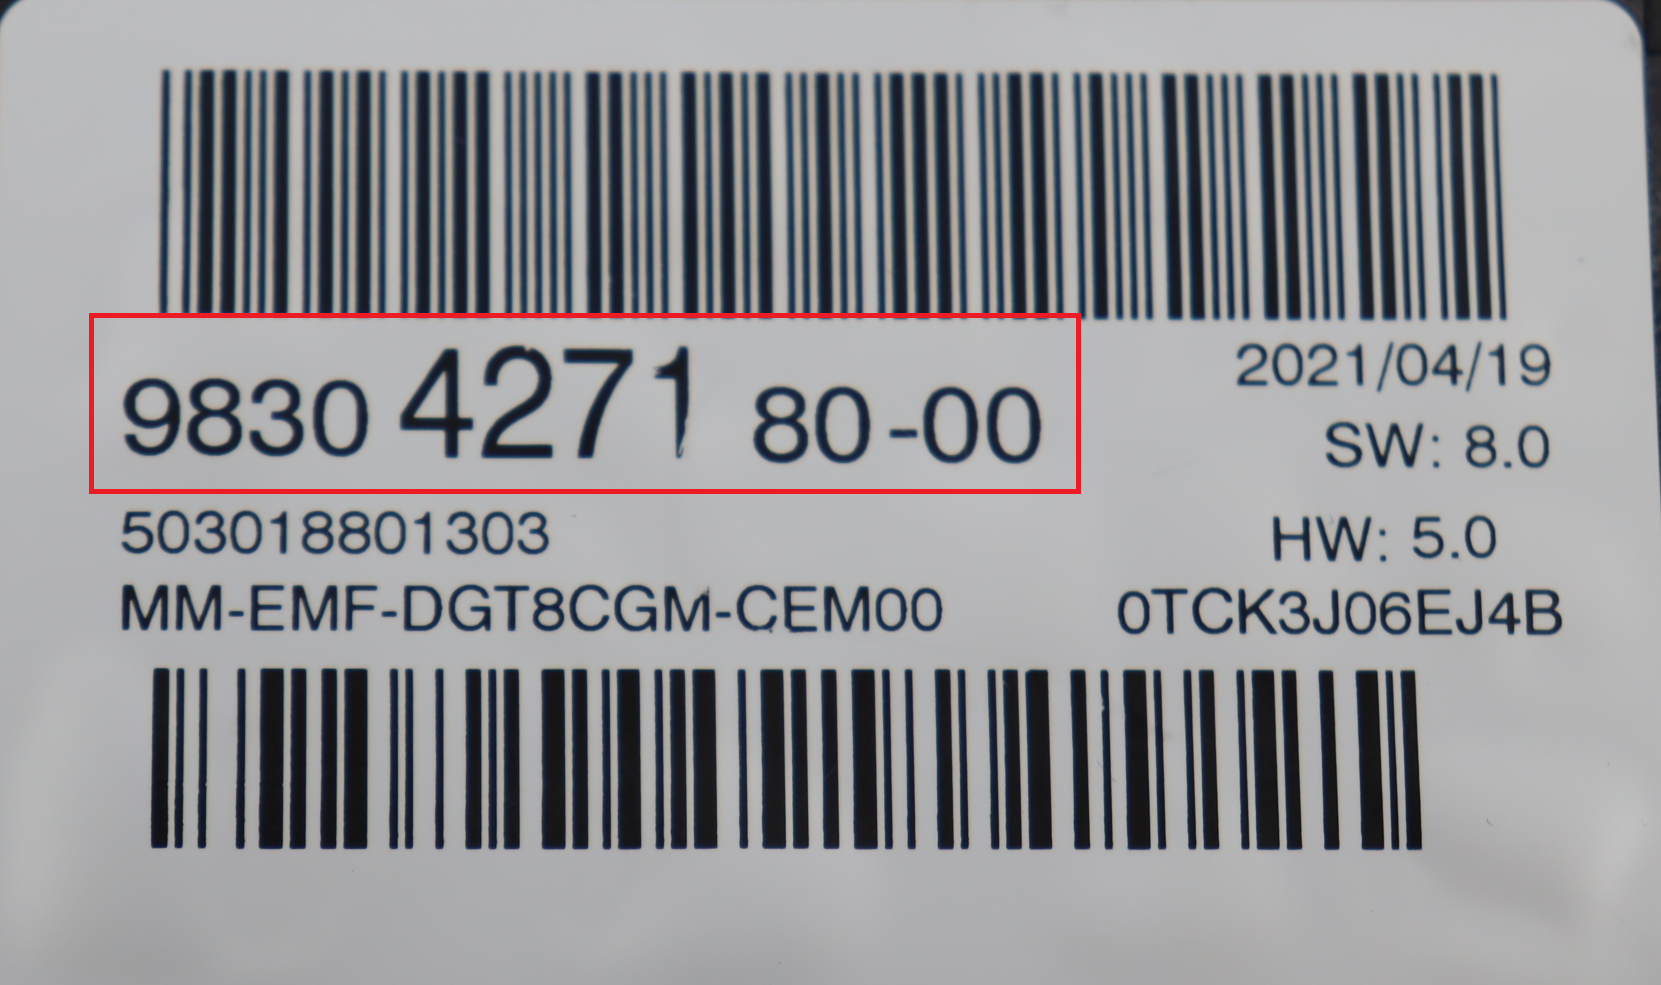 9830 4271 80-00
2021/04/19
SW: 8.0
503018801303
HW: 5.0
MM-EMF-DGT8CGM-CEM00
0TCK3J06EJ4B